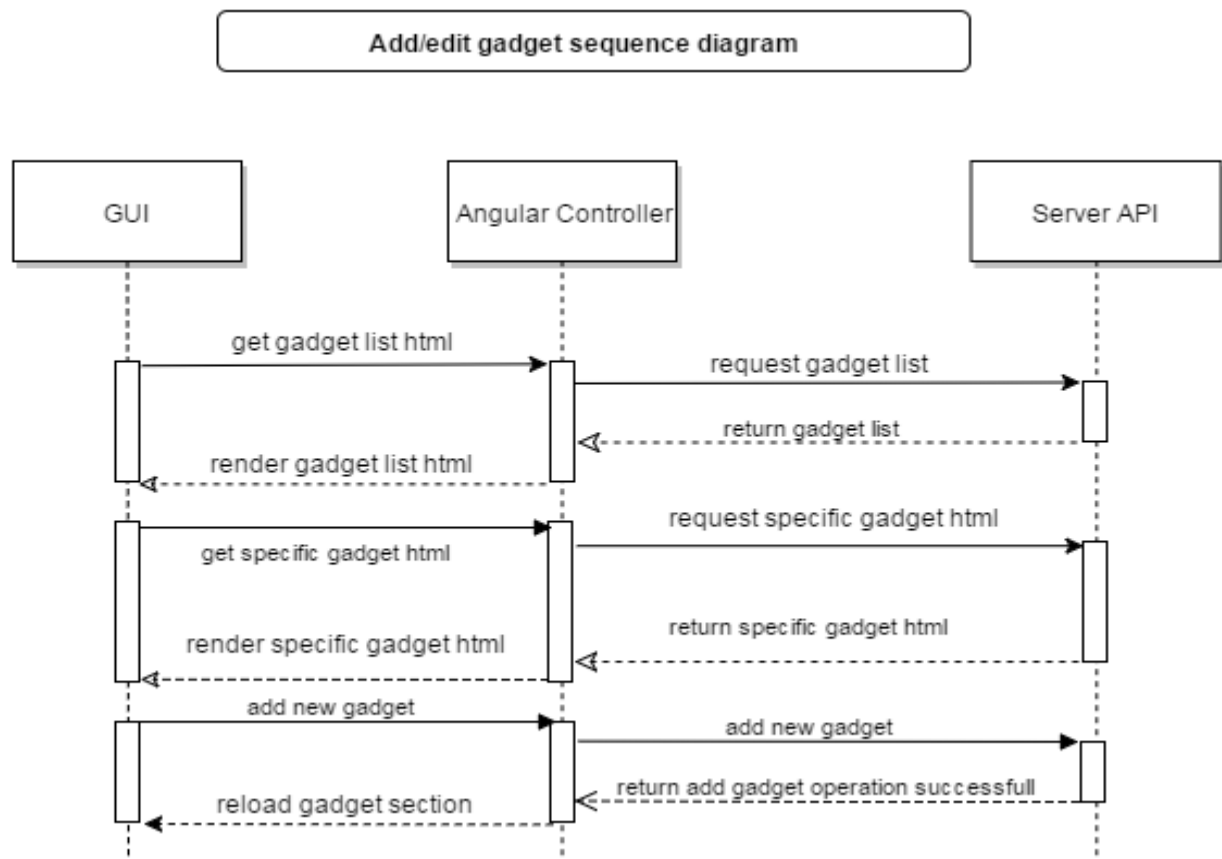 Add/edit gadget sequence diagram
GUI
Angular Controller
Server API
get gadget list html
request gadget list
return gadget list
render gadget list html
request specific gadget html
get specific gadget html
return specific gadget html
render specific gadget html
add new gadget
add new gadget
return add gadget operation successfull
reload gadget section